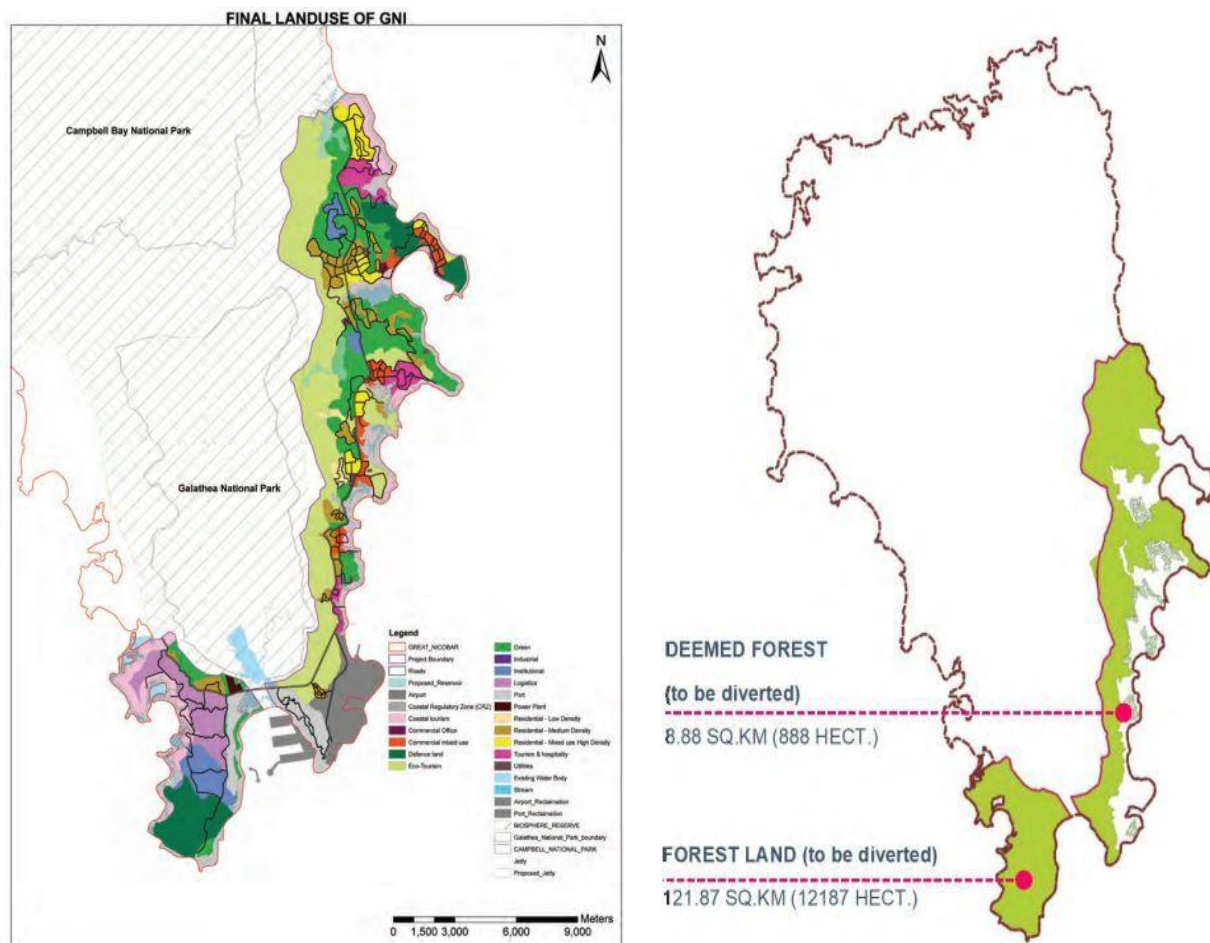 FINAL LANDUSE OF GNI
N
Campbell Bay National Park
Galathea National Park
Legend
GREAT_NICOBAR
Project Boundary
Roads
Proposed_Reservoir
Airport
Coastal Regulatory Zone (CRZ)
Coastal tourism
Commercial Office
Commercial mixed use
Defence land
Eco-Tourism
Green
Industrial
Institutional
Logistics
Port
Power Plant
Residential - Low Density
Residential - Medium Density
Residential - Mixed use High Density
Tourism & hospitality
Utilities
Existing Water Body
Stream
Airport_Reclaimation
Port_Reclaimation
BIOSPHERE_RESERVE
Galathea_National_Park_boundary
CAMPBELL_NATIONAL_PARK
Jetty
Proposed_Jetty
Meters
0 1,500 3,000 6,000 9,000
DEEMED FOREST
(to be diverted)
8.88 SQ.KM (888 HECT.)
FOREST LAND (to be diverted)
121.87 SQ.KM (12187 HECT.)